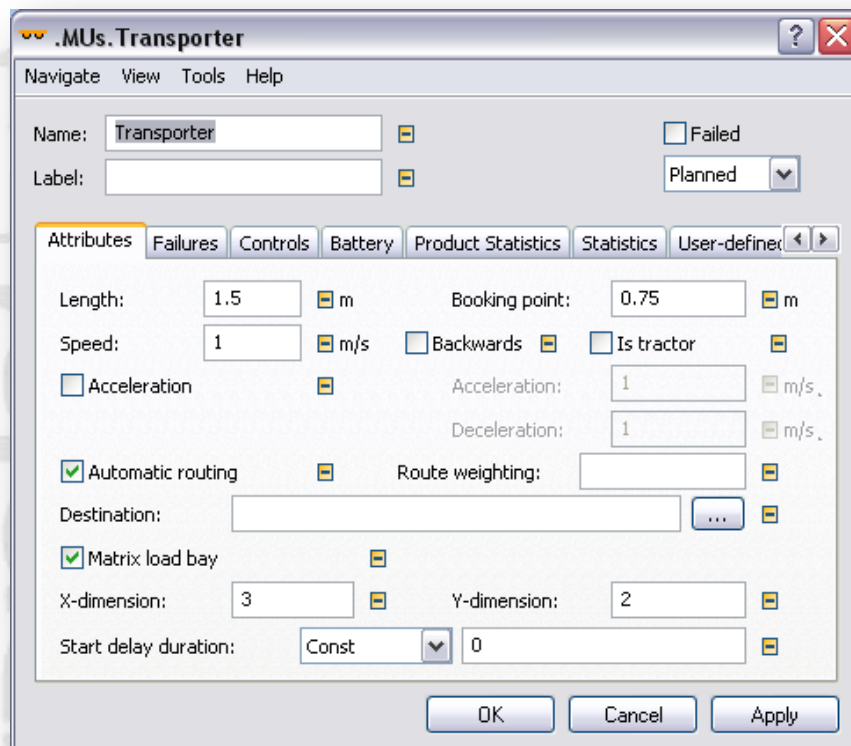 .MUs.Transporter
Navigate View Tools Help
Name: Transporter Failed
Label: Planned
Attributes Failures Controls Battery Product Statistics Statistics User-defined
Length: 1.5 m Booking point: 0.75 m
Speed: 1 m/s Backwards Is tractor
Acceleration Acceleration: 1 m/s
Deceleration: 1 m/s
Automatic routing Route weighting:
Destination: ...
Matrix load bay
X-dimension: 3 Y-dimension: 2
Start delay duration: Const 0
OK Cancel Apply